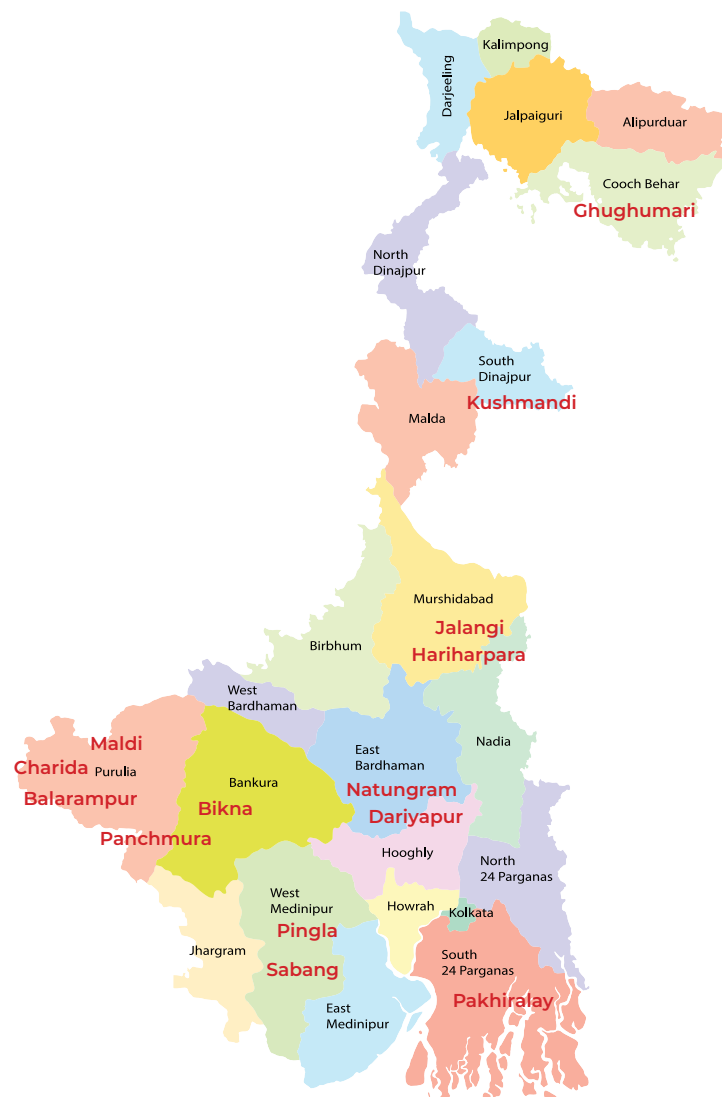 Kalimpong
Darjeeling
Jalpaiguri
Alipurduar
Cooch Behar
Ghughumari
North
Dinajpur
South
Dinajpur
Kushmandi
Malda
Murshidabad
Jalangi
Hariharpara
Birbhum
West
Bardhaman
Nadia
East
Bardhaman
Maldi
Charida
Purulia
Balarampur
Bankura
Bikna
Natungram
Dariyapur
Panchmura
Hooghly
North
24 Parganas
West
Medinipur
Howrah
Kolkata
Pingla
Jhargram
South
24 Parganas
Sabang
Pakhiralay
East
Medinipur